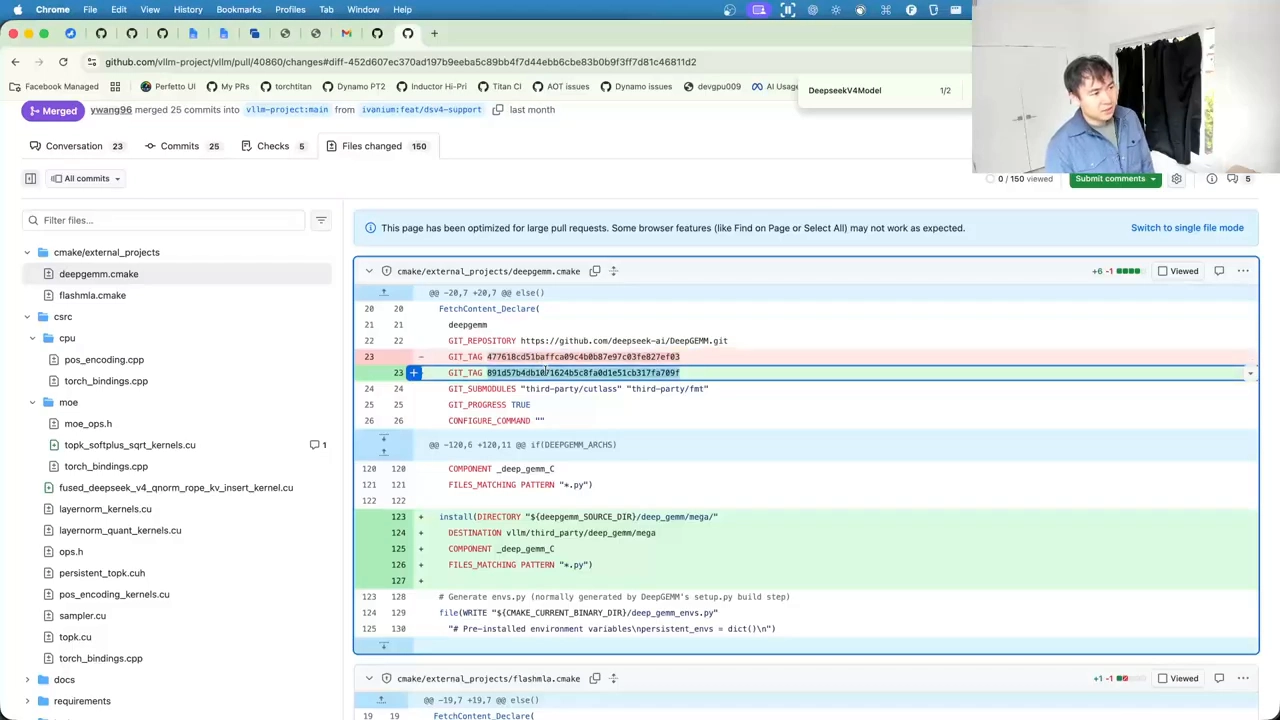 Chrome File Edit View History Bookmarks Profiles Tab Window Help
github.com/vllm-project/vllm/pull/40860/changes#diff-452d607ec370ad197b9eeba5c89bb4f7d44ebb6cbe83b0b9f3ff7d81c46811d2
Facebook Managed Perfetto UI My PRs torchtitan Dynamo PT2 Inductor Hi-Pri Titan CI AOT issues Dynamo issues devgpu009 AI Usage
DeepseekV4Model 1/2
Merged ywang96 merged 25 commits into vllm-project:main from ivanium:feat/dsv4-support last month
Conversation 23 Commits 25 Checks 5 Files changed 150
All commits 0 / 150 viewed Submit comments 5
Filter files...
This page has been optimized for large pull requests. Some browser features (like Find on Page or Select All) may not work as expected. Switch to single file mode
cmake/external_projects
deepgemm.cmake
flashmla.cmake
csrc
cpu
pos_encoding.cpp
torch_bindings.cpp
moe
moe_ops.h
topk_softplus_sqrt_kernels.cu 1
torch_bindings.cpp
fused_deepseek_v4_qnorm_rope_kv_insert_kernel.cu
layernorm_kernels.cu
layernorm_quant_kernels.cu
ops.h
persistent_topk.cuh
pos_encoding_kernels.cu
sampler.cu
topk.cu
torch_bindings.cpp
docs
requirements
cmake/external_projects/deepgemm.cmake +6 -1 Viewed
@@ -20,7 +20,7 @@ else()
20 20 FetchContent_Declare(
21 21 deepgemm
22 22 GIT_REPOSITORY https://github.com/deepseek-ai/DeepGEMM.git
23 - GIT_TAG 477618cd51baffca09c4b0b87e97c03fe827ef03
23 + GIT_TAG 891d57b4db1071624b5c8fa0d1e51cb317fa709f
24 24 GIT_SUBMODULES "third-party/cutlass" "third-party/fmt"
25 25 GIT_PROGRESS TRUE
26 26 CONFIGURE_COMMAND ""
@@ -120,6 +120,11 @@ if(DEEPGEMM_ARCHS)
120 120 COMPONENT _deep_gemm_C
121 121 FILES_MATCHING PATTERN "*.py")
122 122
123 + install(DIRECTORY "${deepgemm_SOURCE_DIR}/deep_gemm/mega/"
124 + DESTINATION vllm/third_party/deep_gemm/mega
125 + COMPONENT _deep_gemm_C
126 + FILES_MATCHING PATTERN "*.py")
127 +
123 128 # Generate envs.py (normally generated by DeepGEMM's setup.py build step)
124 129 file(WRITE "${CMAKE_CURRENT_BINARY_DIR}/deep_gemm_envs.py"
125 130 "# Pre-installed environment variables\npersistent_envs = dict()\n")
cmake/external_projects/flashmla.cmake +1 -1 Viewed
@@ -19,7 +19,7 @@ else()
19 19 FetchContent_Declare(